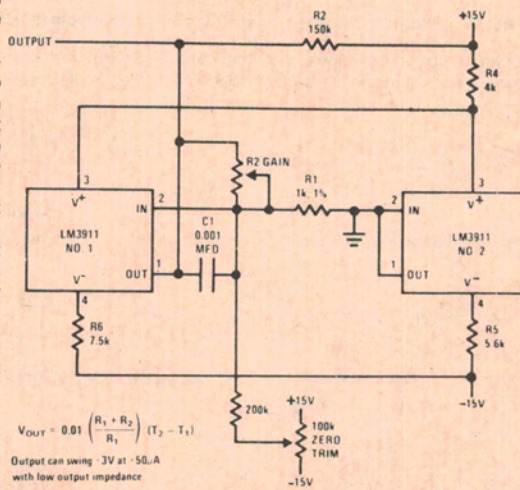 +15V
R2
150k
OUTPUT
R4
4k
3
V+
IN
2
LM3911
NO. 1
OUT
1
V-
4
R2 GAIN
R1
1k, 1%
C1
0.001
MFD
3
V+
2
IN
LM3911
NO 2
1
OUT
V-
4
R6
7.5k
R5
5.6k
-15V
200k
+15V
100k
ZERO
TRIM
-15V
VOUT = 0.01 (R1 + R2 / R1) (T2 - T1)
Output can swing -3V at -50µA
with low output impedance